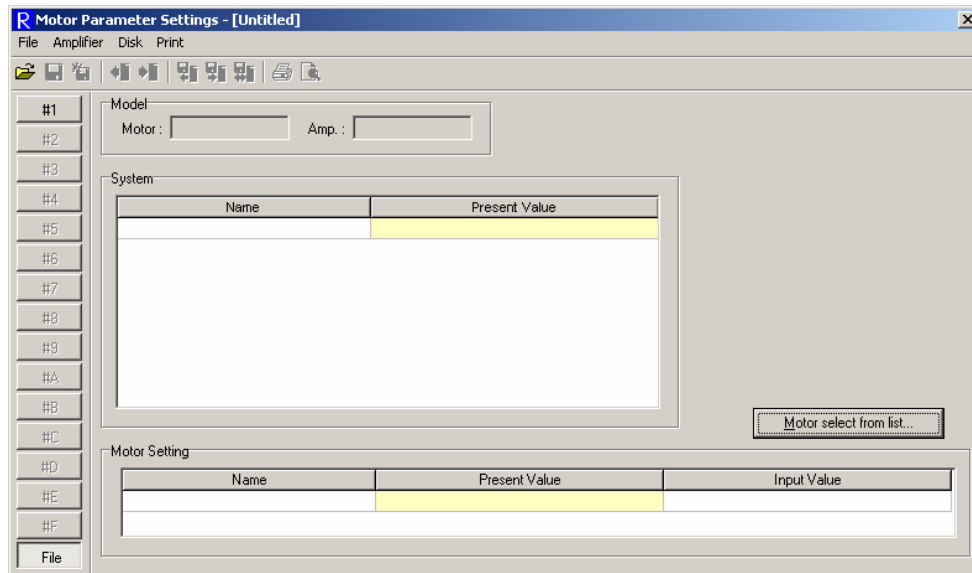 R Motor Parameter Settings - [Untitled]
File Amplifier Disk Print
#1
#2
#3
#4
#5
#6
#7
#8
#9
#A
#B
#C
#D
#E
#F
File
Model
Motor : Amp. :
System
Name Present Value
Motor select from list...
Motor Setting
Name Present Value Input Value